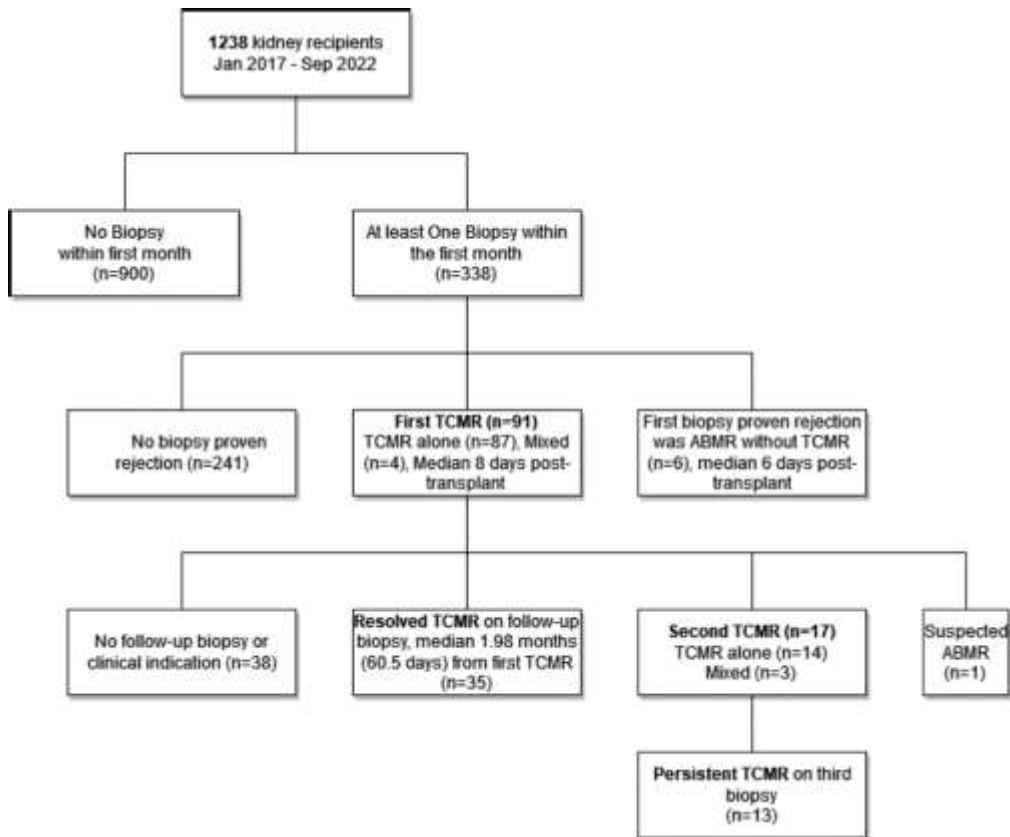 1238 kidney recipients
Jan 2017 - Sep 2022
No Biopsy
within first month
(n=900)
At least One Biopsy within
the first month
(n=338)
No biopsy proven
rejection (n=241)
First TCMR (n=91)
TCMR alone (n=87), Mixed
(n=4), Median 8 days post-
transplant
First biopsy proven rejection
was ABMR without TCMR
(n=6), median 6 days post-
transplant
No follow-up biopsy or
clinical indication (n=38)
Resolved TCMR on follow-up
biopsy, median 1.98 months
(60.5 days) from first TCMR
(n=35)
Second TCMR (n=17)
TCMR alone (n=14)
Mixed (n=3)
Suspected
ABMR
(n=1)
Persistent TCMR on third
biopsy
(n=13)